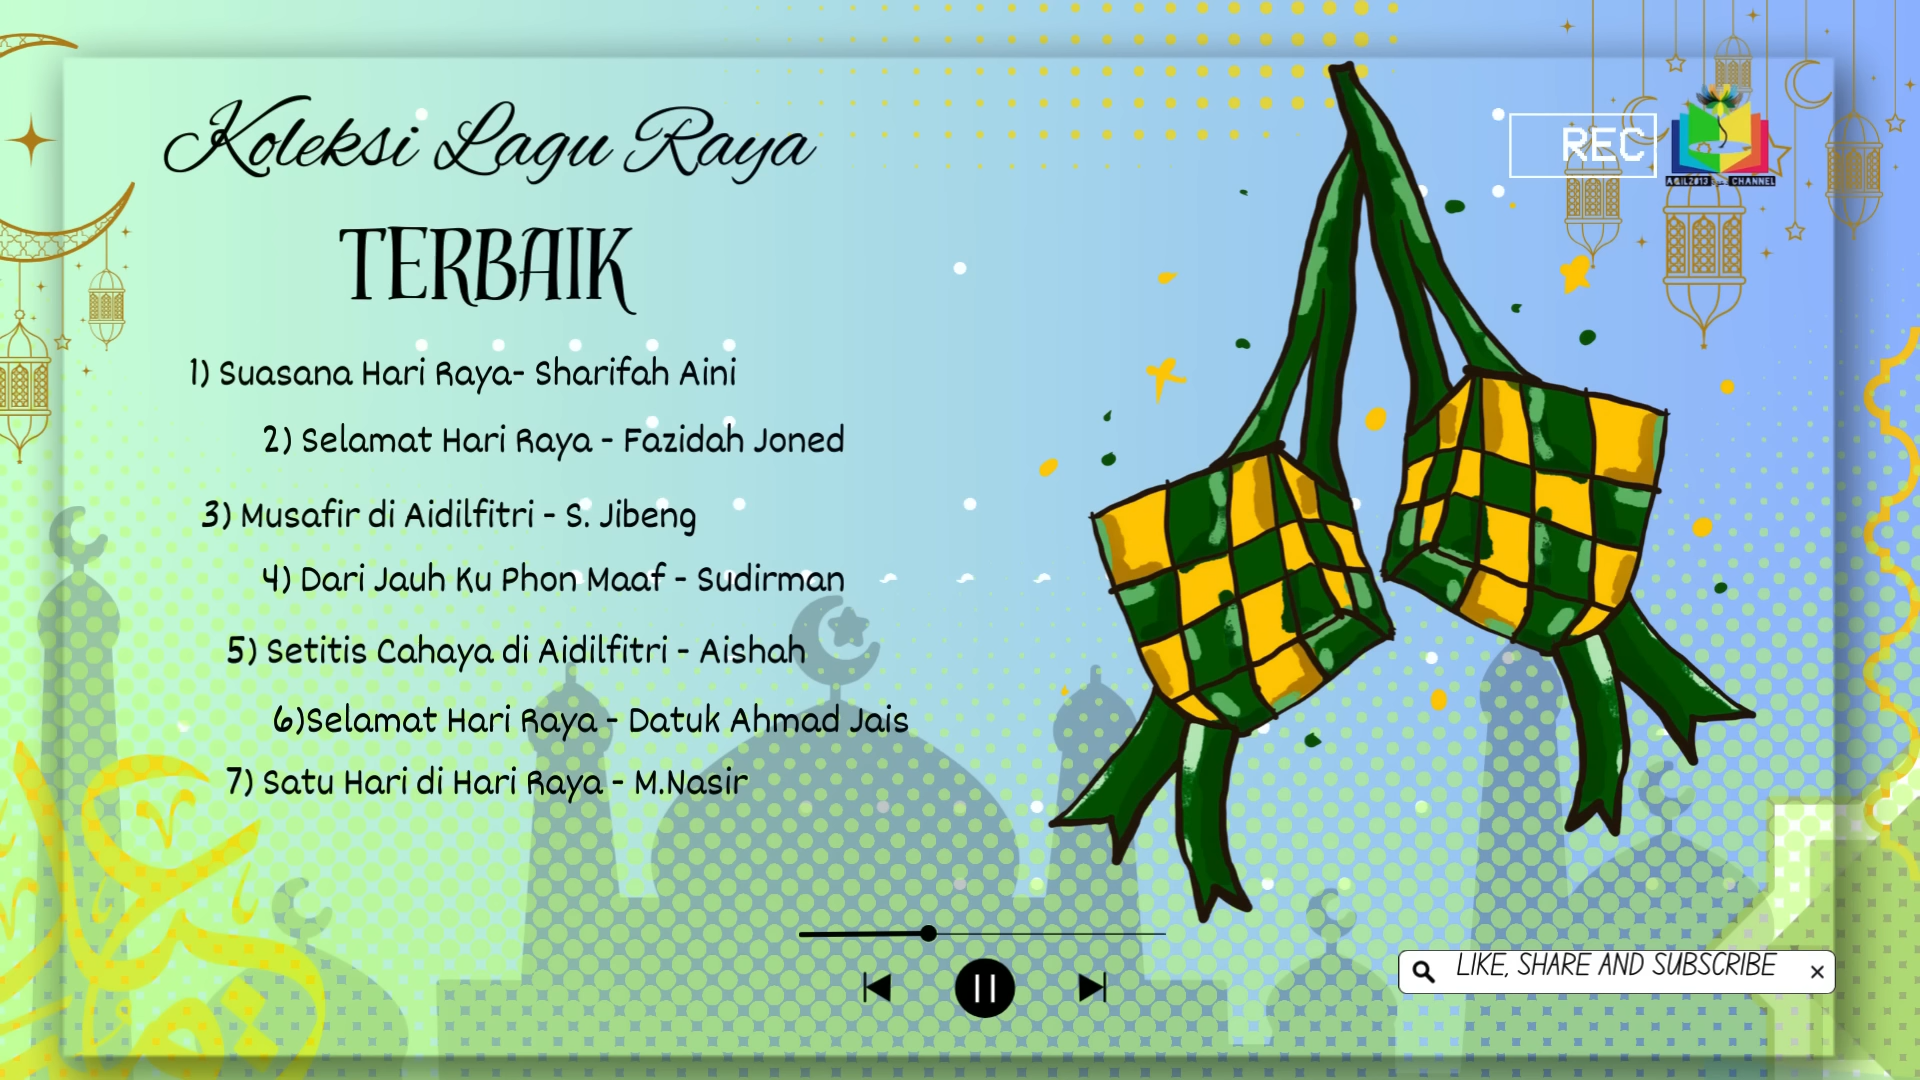 Koleksi Lagu Raya
TERBAIK
REC
AQIL2013 CHANNEL
1) Suasana Hari Raya- Sharifah Aini
2) Selamat Hari Raya - Fazidah Joned
3) Musafir di Aidilfitri - S. Jibeng
4) Dari Jauh Ku Phon Maaf - Sudirman
5) Setitis Cahaya di Aidilfitri - Aishah
6)Selamat Hari Raya - Datuk Ahmad Jais
7) Satu Hari di Hari Raya - M.Nasir
LIKE, SHARE AND SUBSCRIBE